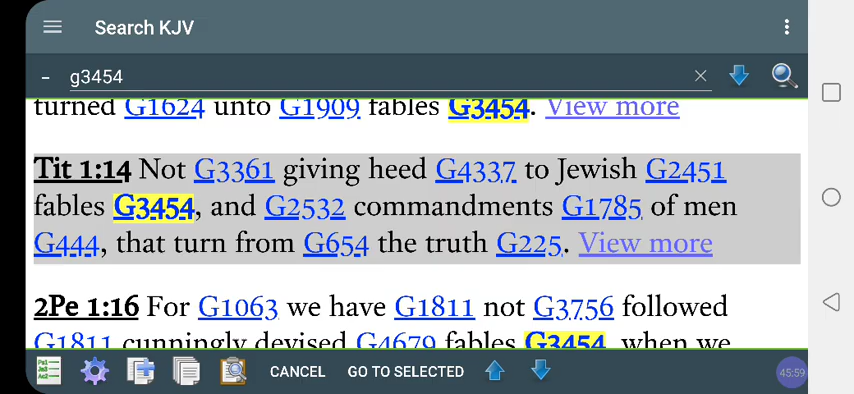 Search KJV
- g3454
turned G1624 unto G1909 fables G3454. View more
Tit 1:14 Not G3361 giving heed G4337 to Jewish G2451
fables G3454, and G2532 commandments G1785 of men
G444, that turn from G654 the truth G225. View more
2Pe 1:16 For G1063 we have G1811 not G3756 followed
G1811 cunningly devised G4679 fables G3454, when we
CANCEL GO TO SELECTED
45:59